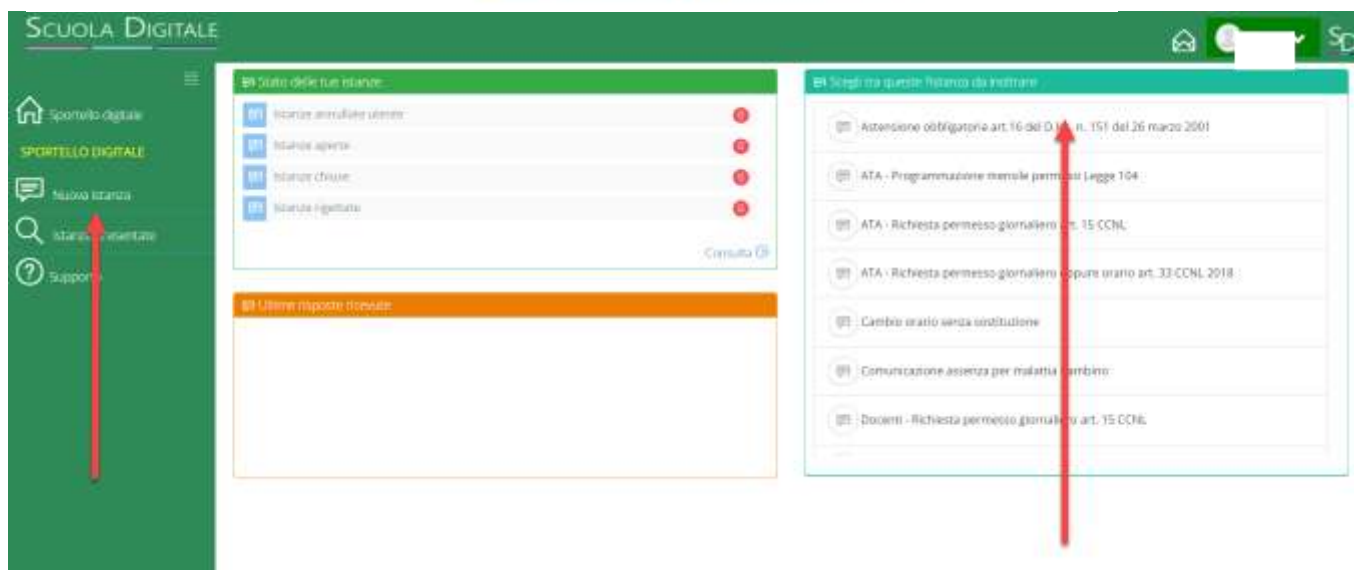 SCUOLA DIGITALE
SD
Sportello digitale
SPORTELLO DIGITALE
Nuova istanza
Istanze presentate
Supporto
Stato delle tue istanze
Istanze annullate utente
Istanze aperte
Istanze chiuse
Istanze rigettate
Consulta
Ultime risposte ricevute
Scegli tra queste l'istanza da inoltrare
Astensione obbligatoria art.16 del n. 151 del 26 marzo 2001
ATA - Programmazione mensile permessi Legge 104
ATA - Richiesta permesso giornaliero art. 15 CCNL
ATA - Richiesta permesso giornaliero oppure orario art. 33 CCNL 2018
Cambio orario senza sostituzione
Comunicazione assenza per malattia bambino
Docenti - Richiesta permesso giornaliero art. 15 CCNL